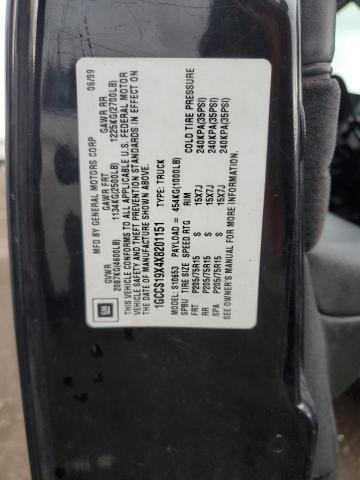 GM
MFD BY GENERAL MOTORS CORP 06/99
GVWR GAWR FRT GAWR RR
2087KG(4600LB) 1134KG(2500LB) 1225KG(2700LB)
THIS VEHICLE CONFORMS TO ALL APPLICABLE U.S. FEDERAL MOTOR
VEHICLE SAFETY AND THEFT PREVENTION STANDARDS IN EFFECT ON
THE DATE OF MANUFACTURE SHOWN ABOVE.
1GCCS19X4X8201151 TYPE: TRUCK
MODEL: S10653 PAYLOAD = 454KG(1000LB)
SPBU TIRE SIZE SPEED RTG RIM COLD TIRE PRESSURE
FRT P205/75R15 S 15X7J 240KPA(35PSI)
RR P205/75R15 S 15X7J 240KPA(35PSI)
SPA P205/75R15 S 15X7J 240KPA(35PSI)
SEE OWNER'S MANUAL FOR MORE INFORMATION.